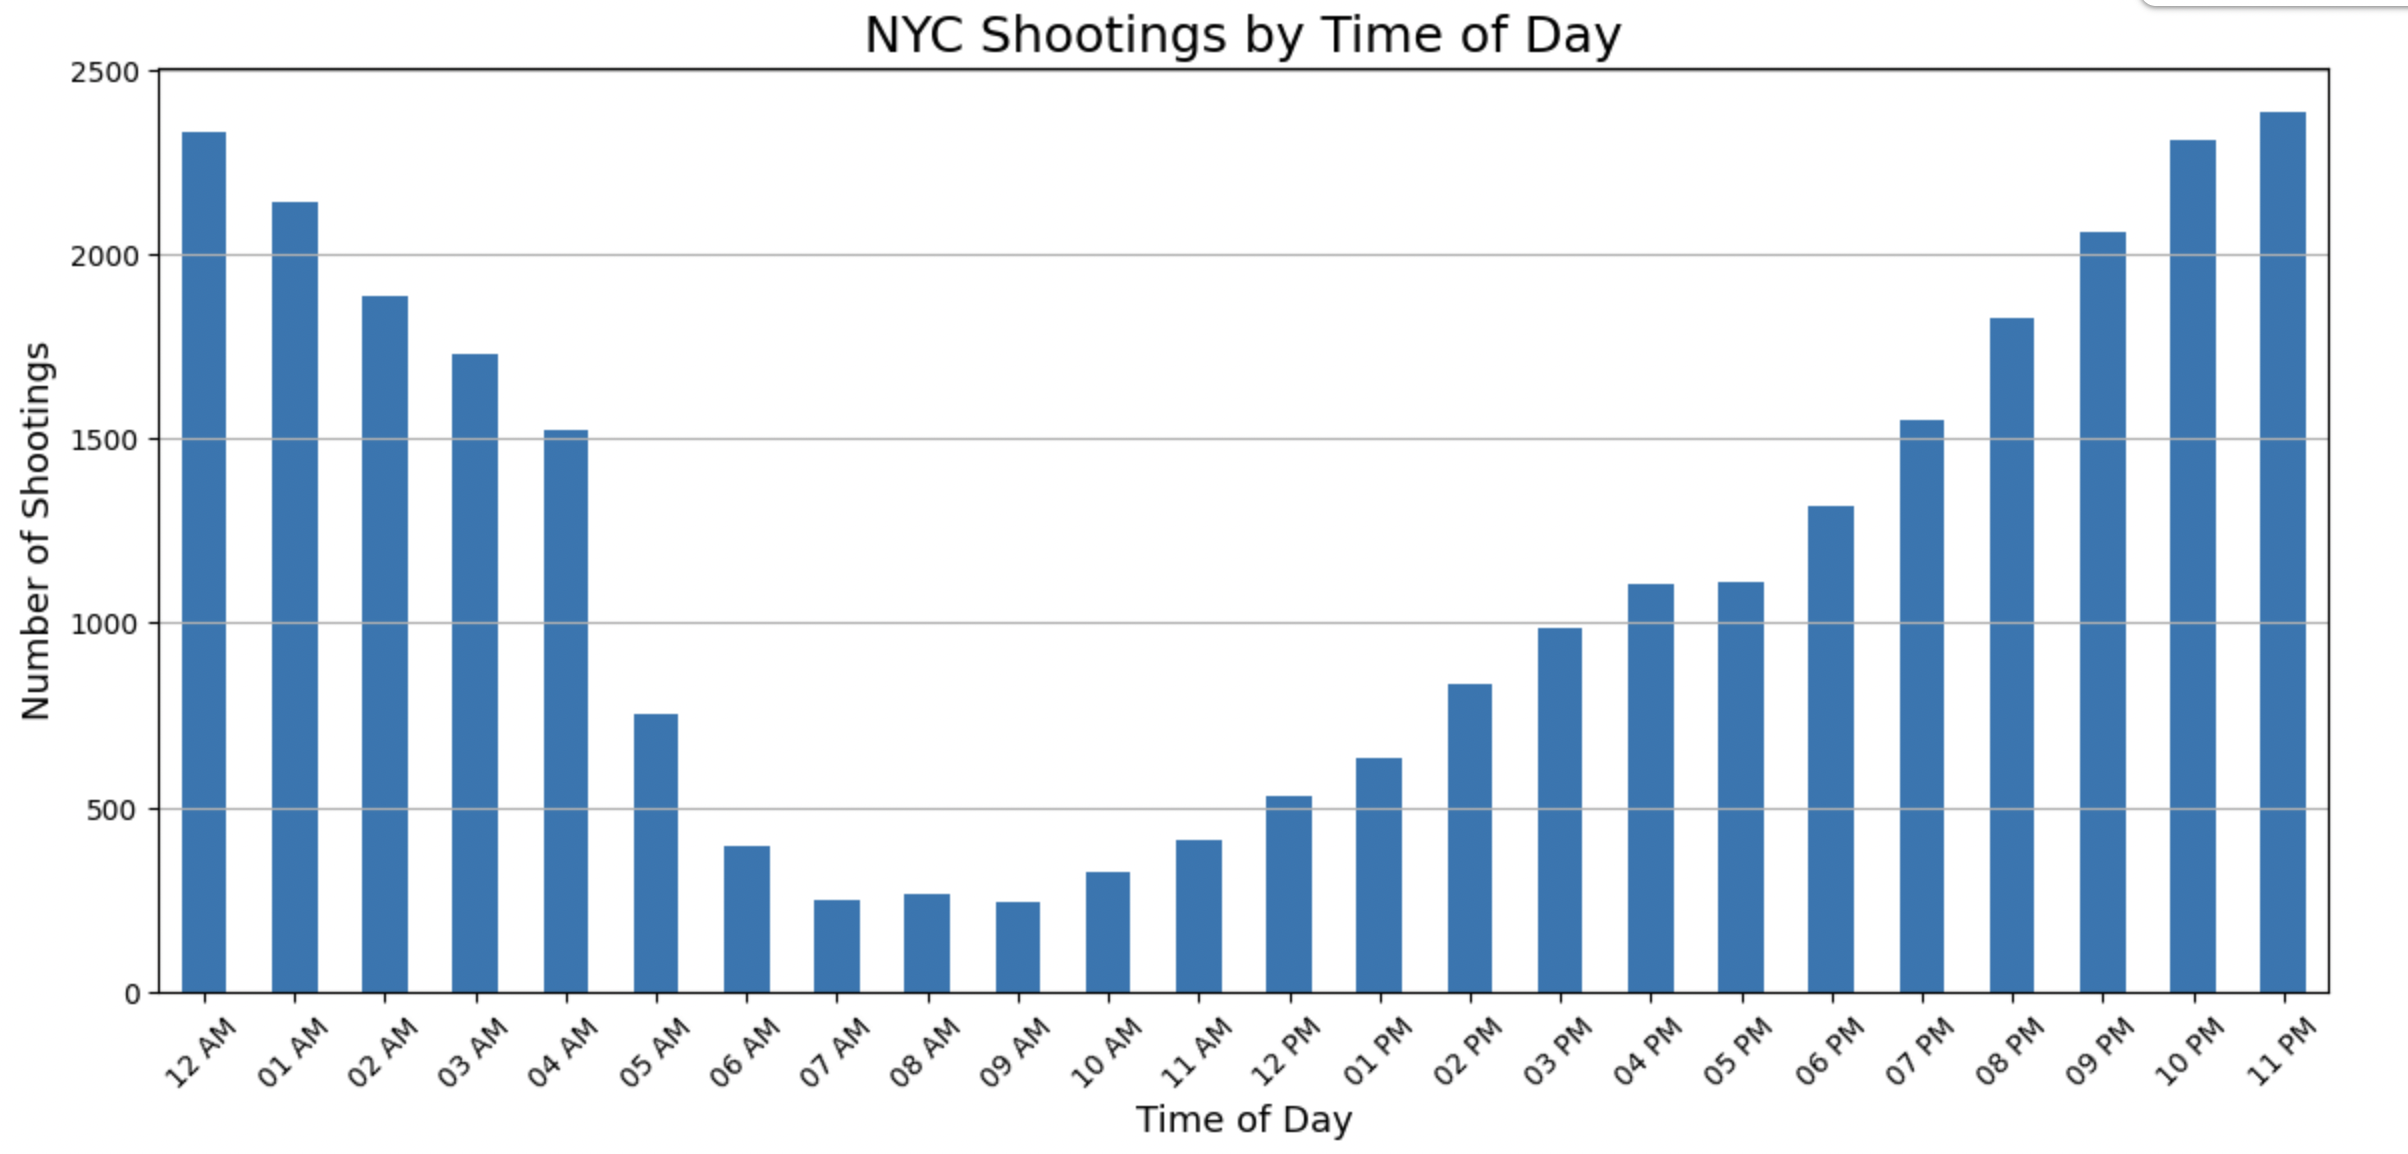 NYC Shootings by Time of Day
Number of Shootings
2500
2000
1500
1000
500
0
12 AM
01 AM
02 AM
03 AM
04 AM
05 AM
06 AM
07 AM
08 AM
09 AM
10 AM
11 AM
12 PM
01 PM
02 PM
03 PM
04 PM
05 PM
06 PM
07 PM
08 PM
09 PM
10 PM
11 PM
Time of Day